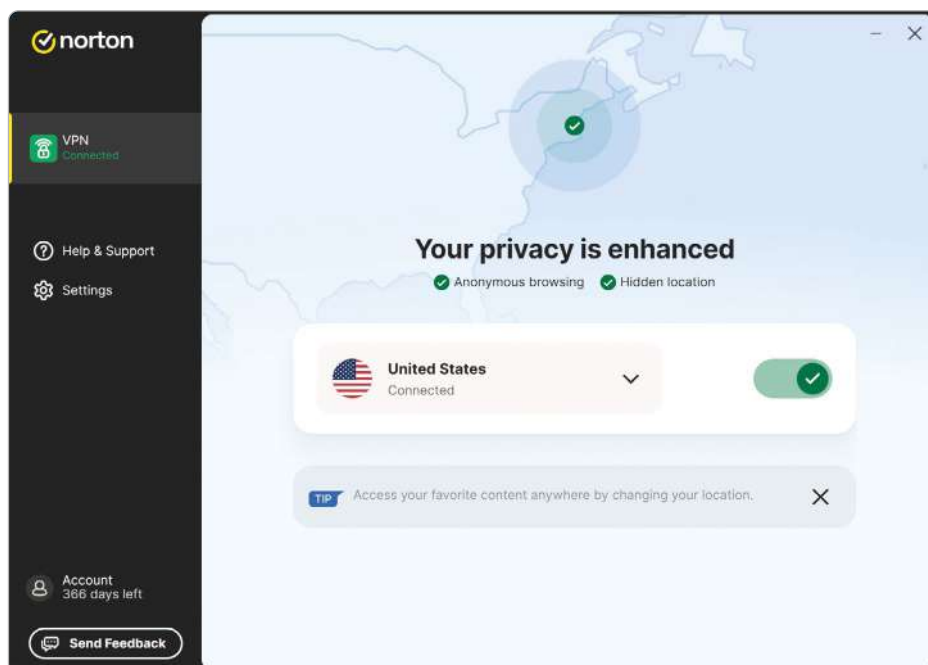 norton
VPN
Connected
Help & Support
Settings
Account
366 days left
Send Feedback
Your privacy is enhanced
Anonymous browsing Hidden location
United States
Connected
TIP Access your favorite content anywhere by changing your location.